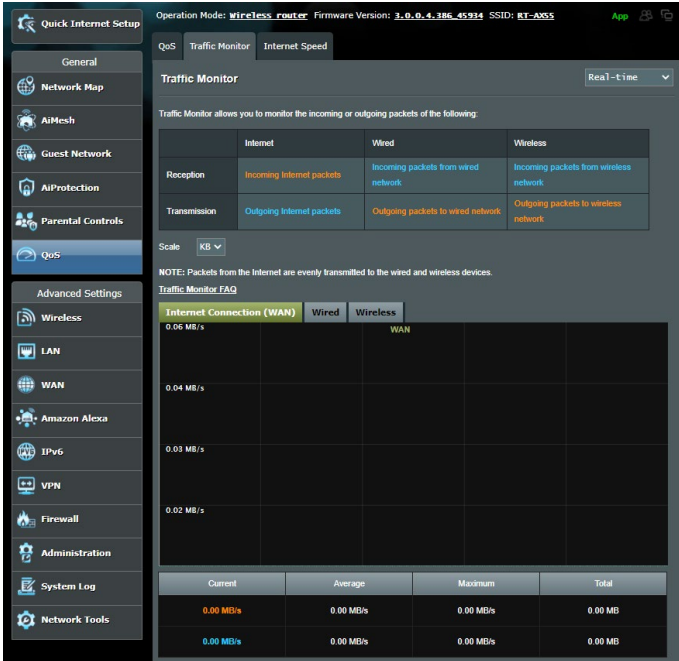 Quick Internet Setup
General
Network Map
AiMesh
Guest Network
AiProtection
Parental Controls
QoS
Advanced Settings
Wireless
LAN
WAN
Amazon Alexa
IPv6
VPN
Firewall
Administration
System Log
Network Tools
Operation Mode: Wireless router Firmware Version: 3.0.0.4.386_45934 SSID: RT-AX55 App
QoS Traffic Monitor Internet Speed
Traffic Monitor Real-time
Traffic Monitor allows you to monitor the incoming or outgoing packets of the following:
Internet Wired Wireless
Reception Incoming Internet packets Incoming packets from wired network Incoming packets from wireless network
Transmission Outgoing Internet packets Outgoing packets to wired network Outgoing packets to wireless network
Scale KB
NOTE: Packets from the Internet are evenly transmitted to the wired and wireless devices.
Traffic Monitor FAQ
Internet Connection (WAN) Wired Wireless
0.06 MB/s WAN
0.04 MB/s
0.03 MB/s
0.02 MB/s
Current Average Maximum Total
0.00 MB/s 0.00 MB/s 0.00 MB/s 0.00 MB
0.00 MB/s 0.00 MB/s 0.00 MB/s 0.00 MB